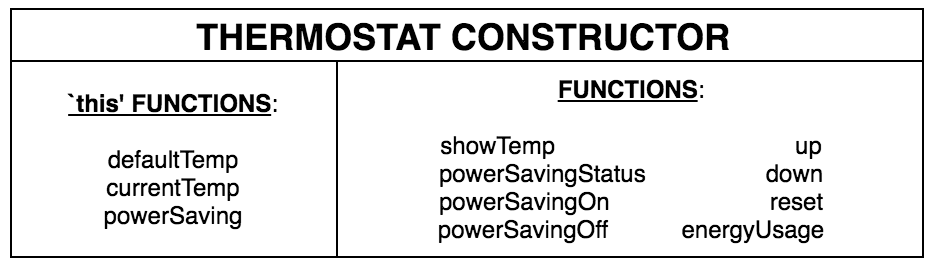 THERMOSTAT CONSTRUCTOR
`this' FUNCTIONS:
defaultTemp
currentTemp
powerSaving
FUNCTIONS:
showTemp up
powerSavingStatus down
powerSavingOn reset
powerSavingOff energyUsage